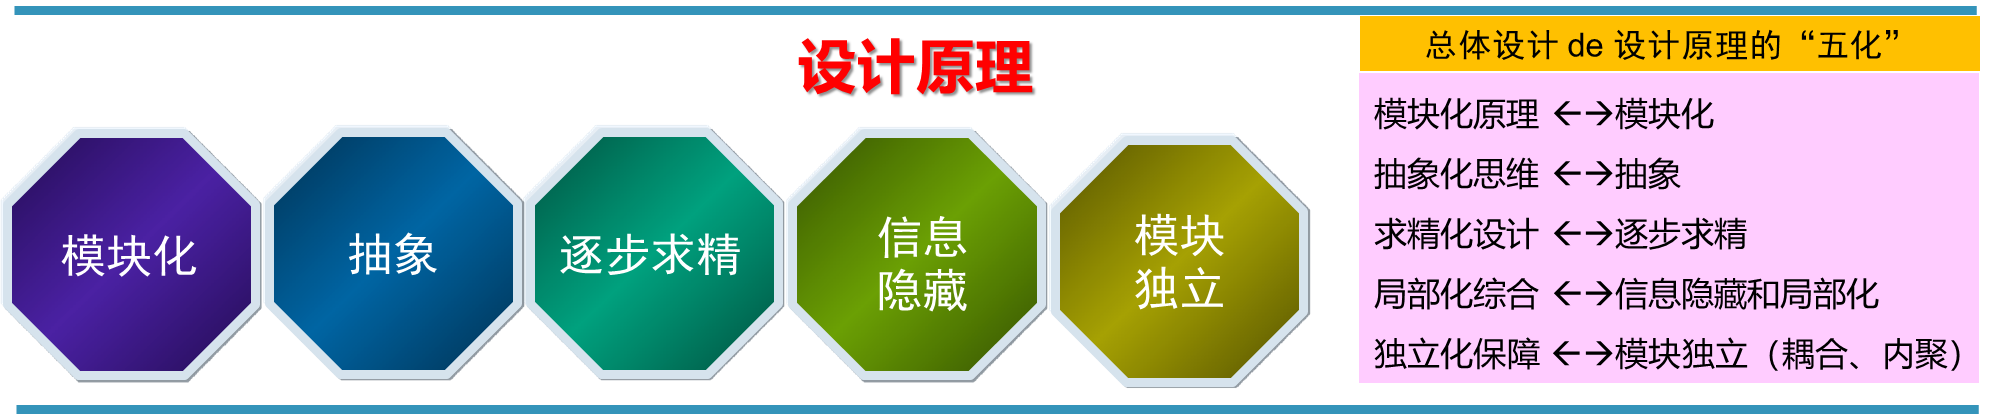 设计原理
模块化
抽象
逐步求精
信息
隐藏
模块
独立
总体设计 de 设计原理的“五化”
模块化原理 ←→模块化
抽象化思维 ←→抽象
求精化设计 ←→逐步求精
局部化综合 ←→信息隐藏和局部化
独立化保障 ←→模块独立（耦合、内聚）